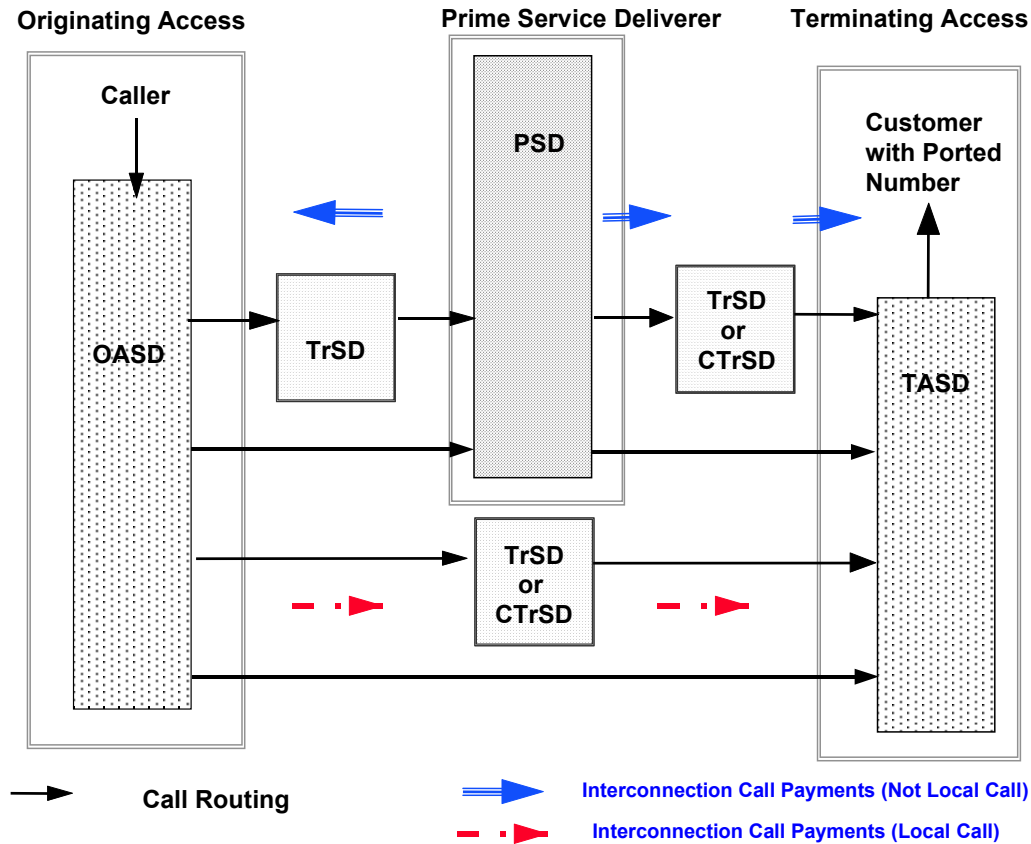 Originating Access
Prime Service Deliverer
Terminating Access
Caller
PSD
Customer
with Ported
Number
OASD
TrSD
TrSD
or
CTrSD
TASD
TrSD
or
CTrSD
Call Routing
Interconnection Call Payments (Not Local Call)
Interconnection Call Payments (Local Call)